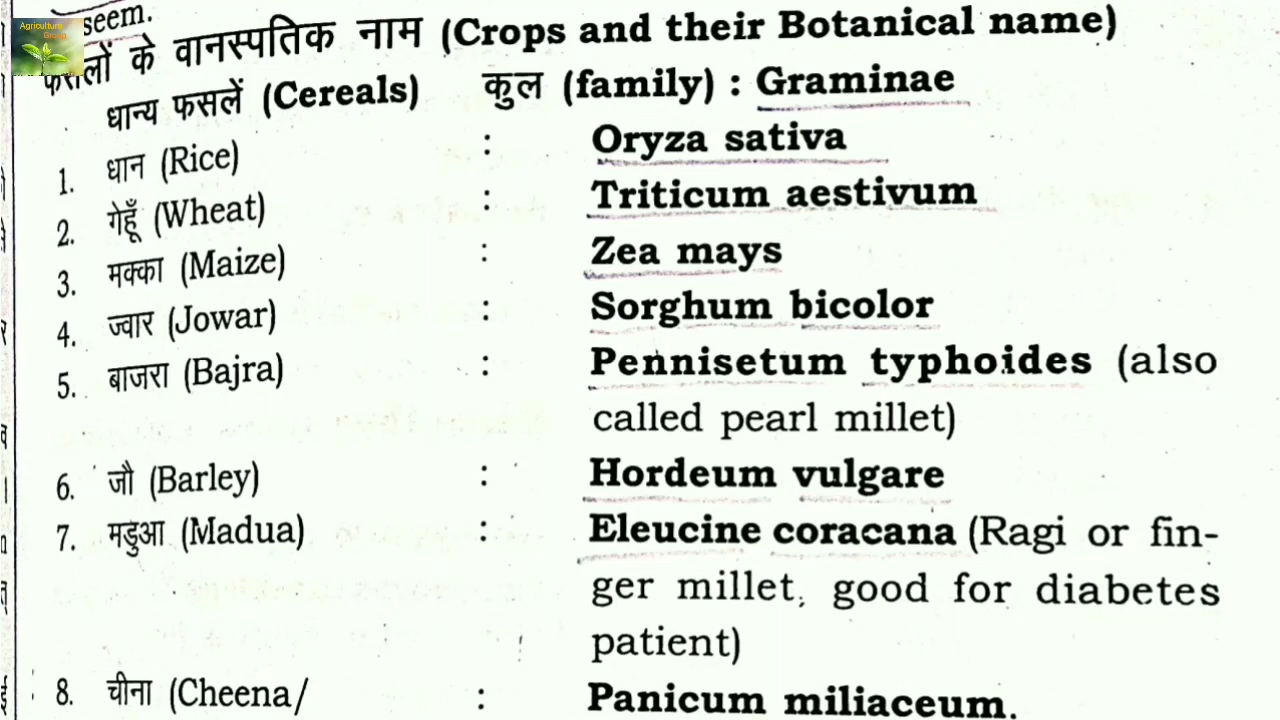 seem.
Agriculture
फसलों के वानस्पतिक नाम (Crops and their Botanical name)
धान्य फसलें (Cereals) कुल (family) : Graminae
1. धान (Rice) : Oryza sativa
2. गेहूँ (Wheat) : Triticum aestivum
3. मक्का (Maize) : Zea mays
4. ज्वार (Jowar) : Sorghum bicolor
5. बाजरा (Bajra) : Pennisetum typhoides (also
called pearl millet)
6. जौ (Barley) : Hordeum vulgare
7. मडुआ (Madua) : Eleucine coracana (Ragi or fin-
ger millet, good for diabetes
patient)
8. चीना (Cheena/ : Panicum miliaceum.